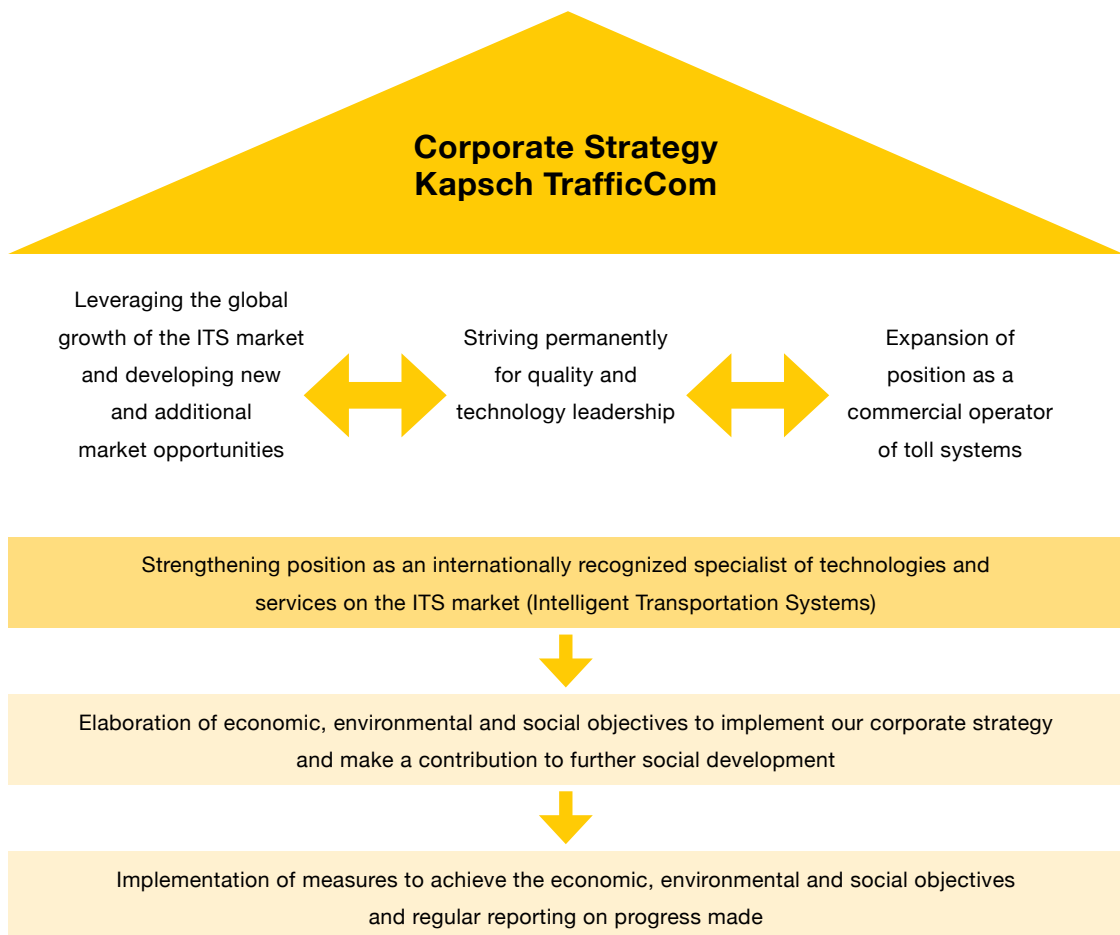 Corporate Strategy
Kapsch TrafficCom
Leveraging the global
growth of the ITS market
and developing new
and additional
market opportunities
Striving permanently
for quality and
technology leadership
Expansion of
position as a
commercial operator
of toll systems
Strengthening position as an internationally recognized specialist of technologies and
services on the ITS market (Intelligent Transportation Systems)
Elaboration of economic, environmental and social objectives to implement our corporate strategy
and make a contribution to further social development
Implementation of measures to achieve the economic, environmental and social objectives
and regular reporting on progress made